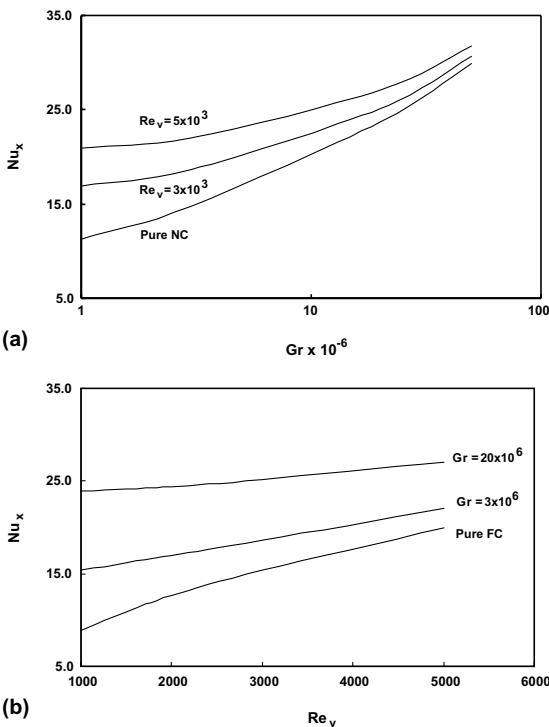 35.0
25.0
15.0
5.0
Nu_x
Re_v = 5x10^3
Re_v = 3x10^3
Pure NC
1
10
100
(a)
Gr x 10^-6
35.0
25.0
15.0
5.0
Nu_x
Gr = 20x10^6
Gr = 3x10^6
Pure FC
1000
2000
3000
4000
5000
6000
(b)
Re_v